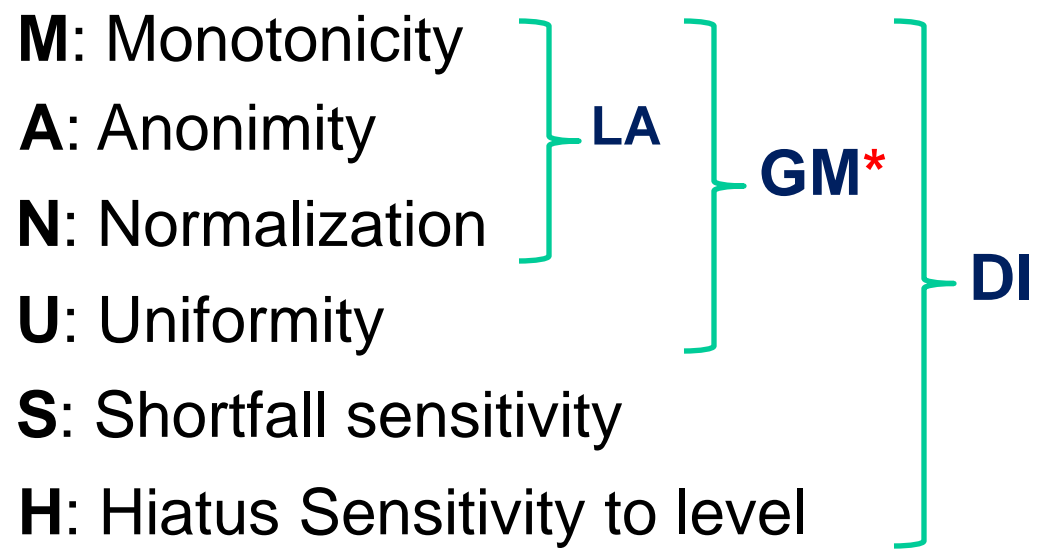 M: Monotonicity
A: Anonimity
LA
GM*
N: Normalization
DI
U: Uniformity
S: Shortfall sensitivity
H: Hiatus Sensitivity to level